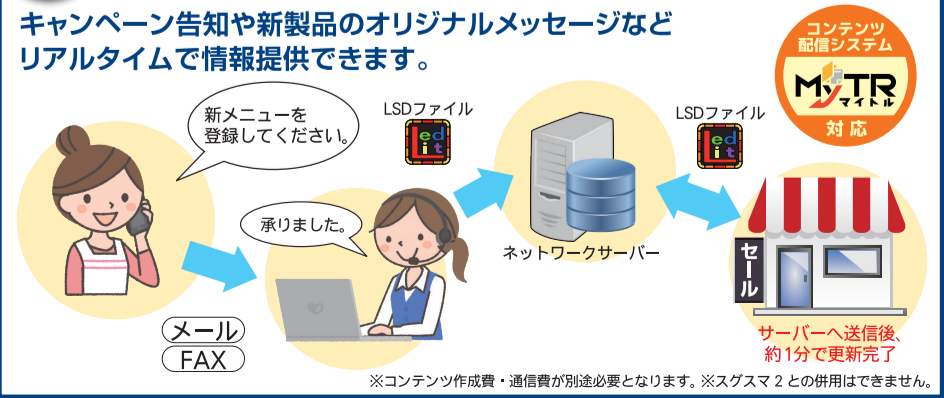 キャンペーン告知や新製品のオリジナルメッセージなど
リアルタイムで情報提供できます。
コンテンツ
配信システム
MyTR
マイトル
対応
新メニューを
登録してください。
LSDファイル
Led
it
LSDファイル
Led
it
承りました。
ネットワークサーバー
セール
メール
FAX
サーバーへ送信後、
約1分で更新完了
※コンテンツ作成費・通信費が別途必要となります。※スグスマ2との併用はできません。